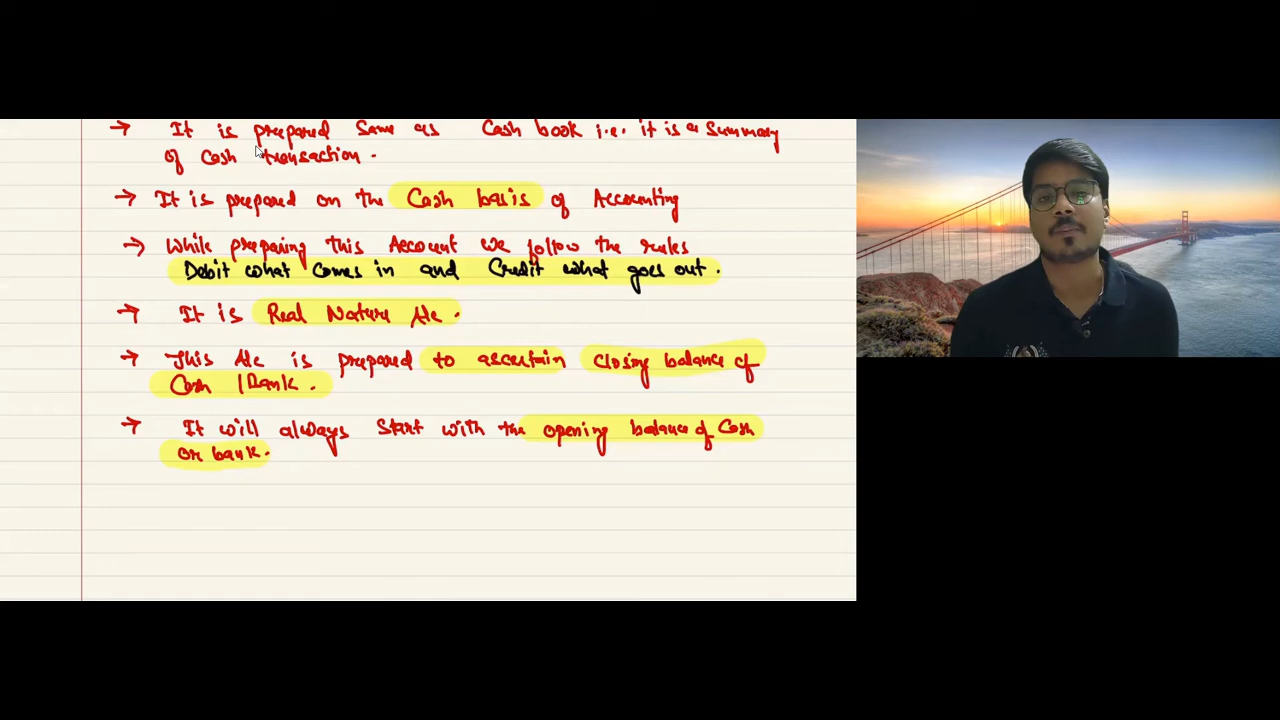 → It is prepared same as Cash book i.e. it is a summary
of Cash transaction.
→ It is prepared on the Cash basis of Accounting
→ While preparing this Account we follow the rules
Debit what comes in and Credit what goes out.
→ It is Real Nature A/c.
→ This A/c is prepared to ascertain closing balance of
Cash / Bank.
→ It will always start with the opening balance of Cash
or bank.